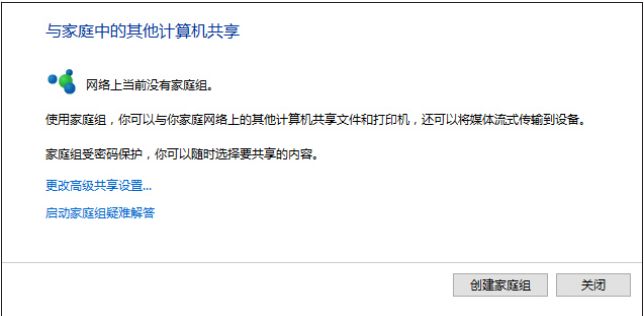 与家庭中的其他计算机共享
网络上当前没有家庭组。
使用家庭组，你可以与你家庭网络上的其他计算机共享文件和打印机，还可以将媒体流式传输到设备。
家庭组受密码保护，你可以随时选择要共享的内容。
更改高级共享设置...
启动家庭组疑难解答
创建家庭组
关闭